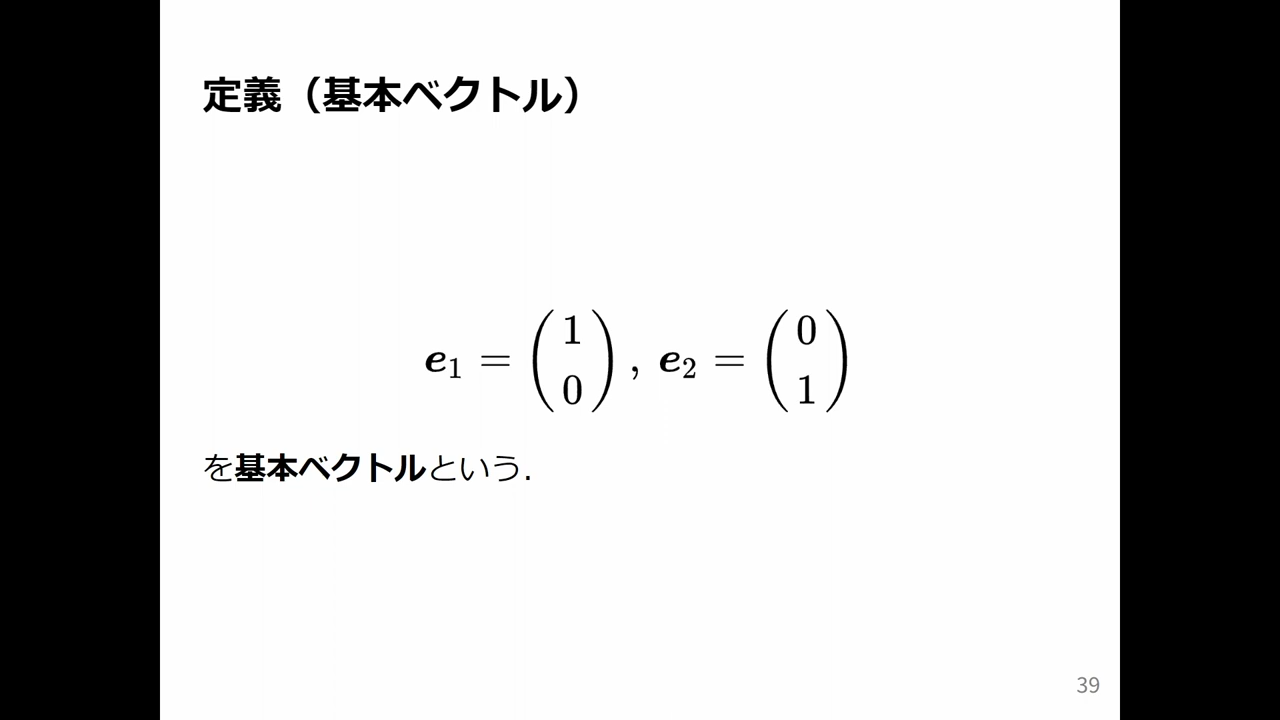 定義（基本ベクトル）
e₁ = (1 0), e₂ = (0 1)
を基本ベクトルという.
39